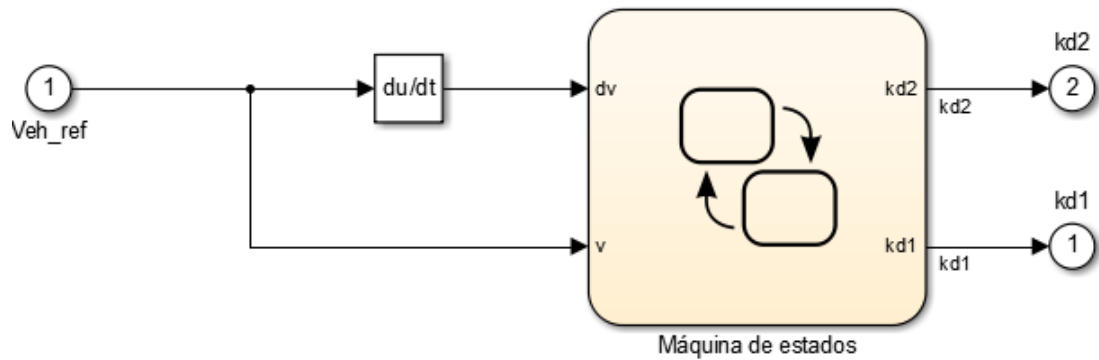 kd2
1
du/dt
dv
kd2
2
kd2
Veh_ref
kd1
v
kd1
1
kd1
Máquina de estados